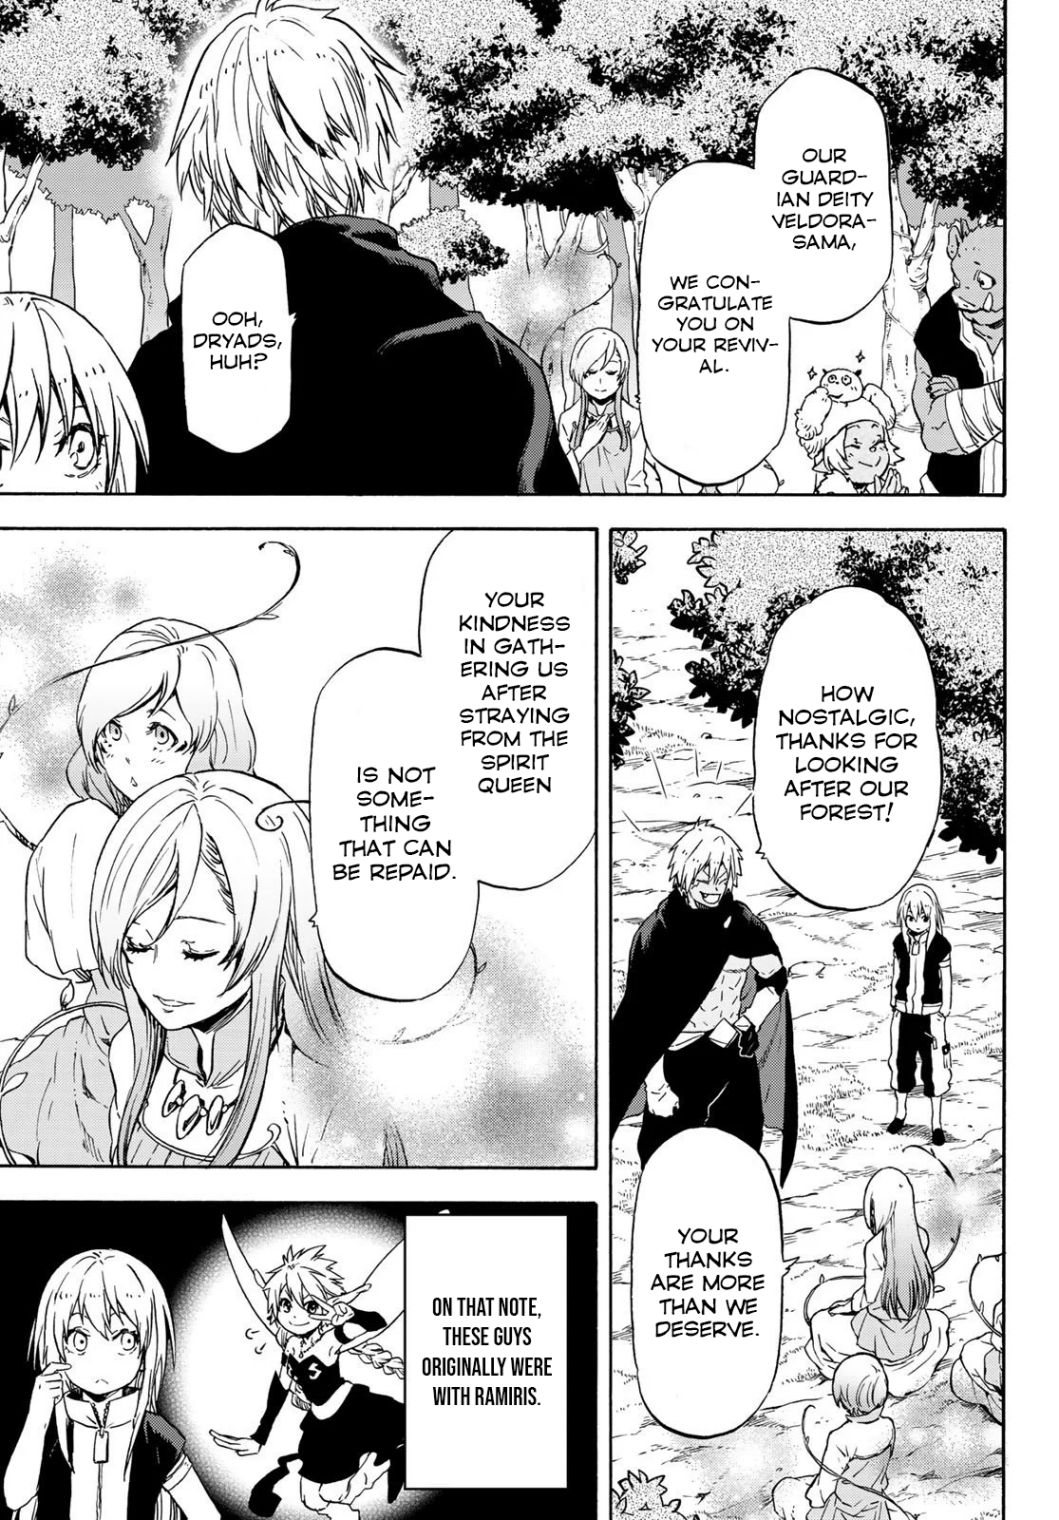 OUR
GUARD-
IAN DEITY
VELDORA-
SAMA,
WE CON-
GRATULATE
YOU ON
YOUR REVIV-
AL.
OOH,
DRYADS,
HUH?
HOW
NOSTALGIC,
THANKS FOR
LOOKING
AFTER OUR
FOREST!
YOUR
THANKS
ARE MORE
THAN WE
DESERVE.
YOUR
KINDNESS
IN GATH-
ERING US
AFTER
STRAYING
FROM THE
SPIRIT
QUEEN
IS NOT
SOME-
THING
THAT CAN
BE REPAID.
ON THAT NOTE,
THESE GUYS
ORIGINALLY WERE
WITH RAMIRIS.